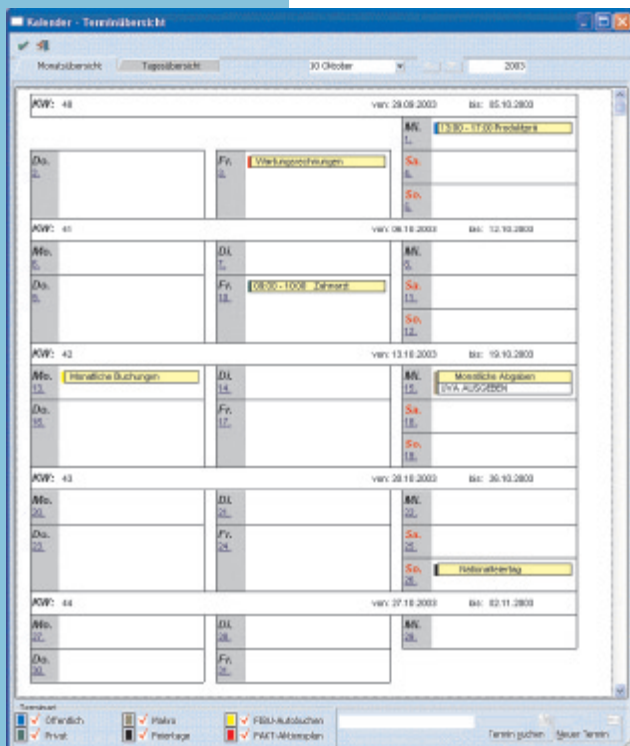 Kalender - Terminübersicht
Monatsübersicht Tagesübersicht 10 Oktober 2003
KW: 40 von: 29.09.2003 bis: 05.10.2003
Mi. 13:00 - 17:00
1.
Do. Fr. Wartungsrechnungen Sa.
2. 3. 4.
So.
5.
KW: 41 von: 06.10.2003 bis: 12.10.2003
Mo. Di. Mi.
6. 7. 8.
Do. Fr. 08:00 - 10:00 Zahnarzt Sa.
9. 10. 11.
So.
12.
KW: 42 von: 13.10.2003 bis: 19.10.2003
Mo. Monatliche Buchungen Di. Mi. Monatliche Abgaben
13. 14. 15. UVA AUSGEBEN
Do. Fr. Sa.
16. 17. 18.
So.
19.
KW: 43 von: 20.10.2003 bis: 26.10.2003
Mo. Di. Mi.
20. 21. 22.
Do. Fr. Sa.
23. 24. 25.
So. Nationalfeiertag
26.
KW: 44 von: 27.10.2003 bis: 02.11.2003
Mo. Di. Mi.
27. 28. 29.
Do. Fr.
30. 31.
Terminart
Öffentlich Makro FIBU-Autobuchen
Privat Feiertage FAKT-Aktionsplan Termin suchen Neuer Termin